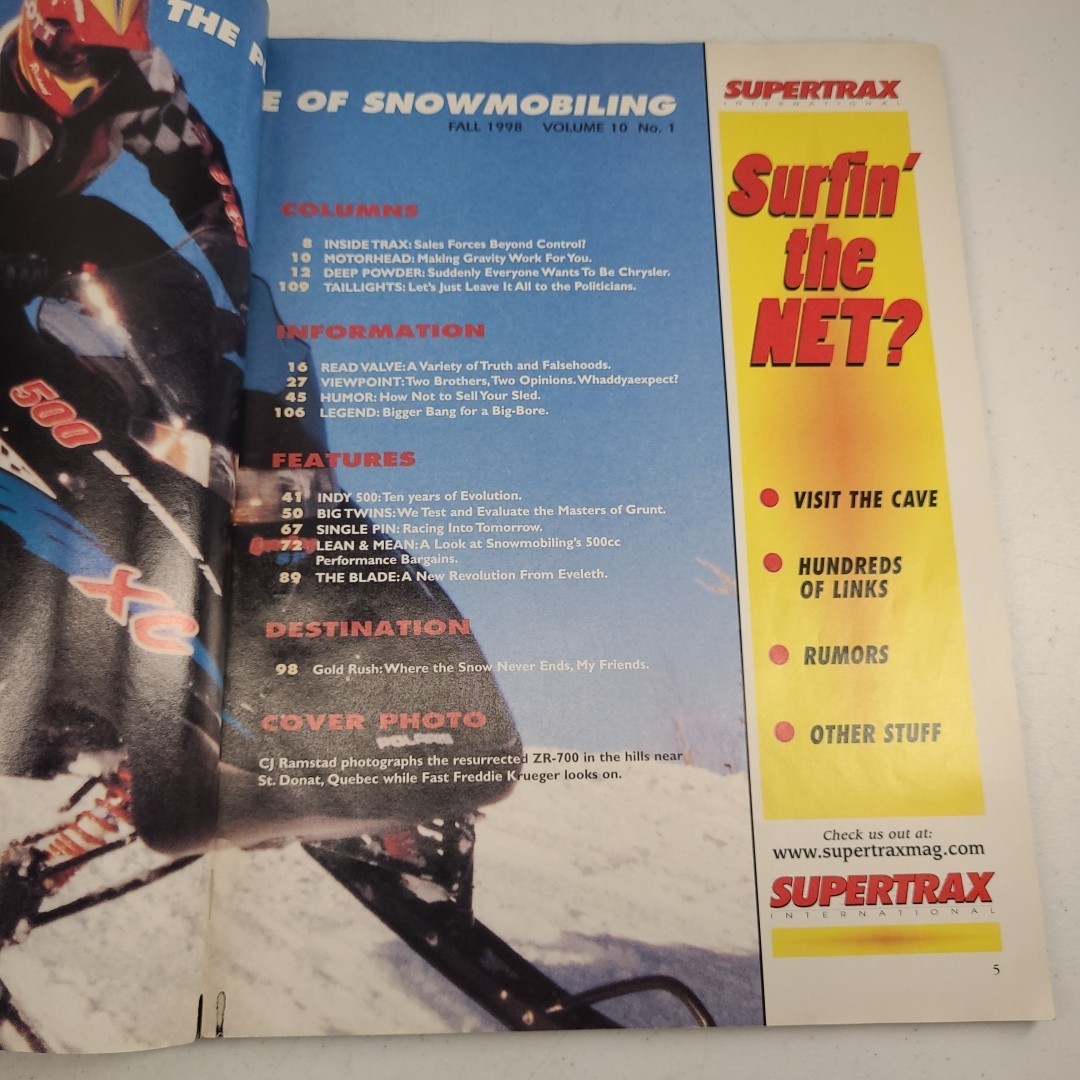 THE P
E OF SNOWMOBILING
FALL 1998 VOLUME 10 No. 1
COLUMNS
8 INSIDE TRAX: Sales Forces Beyond Control?
10 MOTORHEAD: Making Gravity Work For You.
12 DEEP POWDER: Suddenly Everyone Wants To Be Chrysler.
109 TAILLIGHTS: Let's Just Leave It All to the Politicians.
INFORMATION
16 READ VALVE: A Variety of Truth and Falsehoods.
27 VIEWPOINT: Two Brothers, Two Opinions. Whaddyaexpect?
45 HUMOR: How Not to Sell Your Sled.
106 LEGEND: Bigger Bang for a Big-Bore.
FEATURES
41 INDY 500: Ten years of Evolution.
50 BIG TWINS: We Test and Evaluate the Masters of Grunt.
67 SINGLE PIN: Racing Into Tomorrow.
72 LEAN & MEAN: A Look at Snowmobiling's 500cc
Performance Bargains.
89 THE BLADE: A New Revolution From Eveleth.
DESTINATION
98 Gold Rush: Where the Snow Never Ends, My Friends.
COVER PHOTO
CJ Ramstad photographs the resurrected ZR-700 in the hills near
St. Donat, Quebec while Fast Freddie Krueger looks on.
500
XC
SUPERTRAX
INTERNATIONAL
Surfin'
the
NET?
VISIT THE CAVE
HUNDREDS
OF LINKS
RUMORS
OTHER STUFF
Check us out at:
www.supertraxmag.com
SUPERTRAX
INTERNATIONAL
5